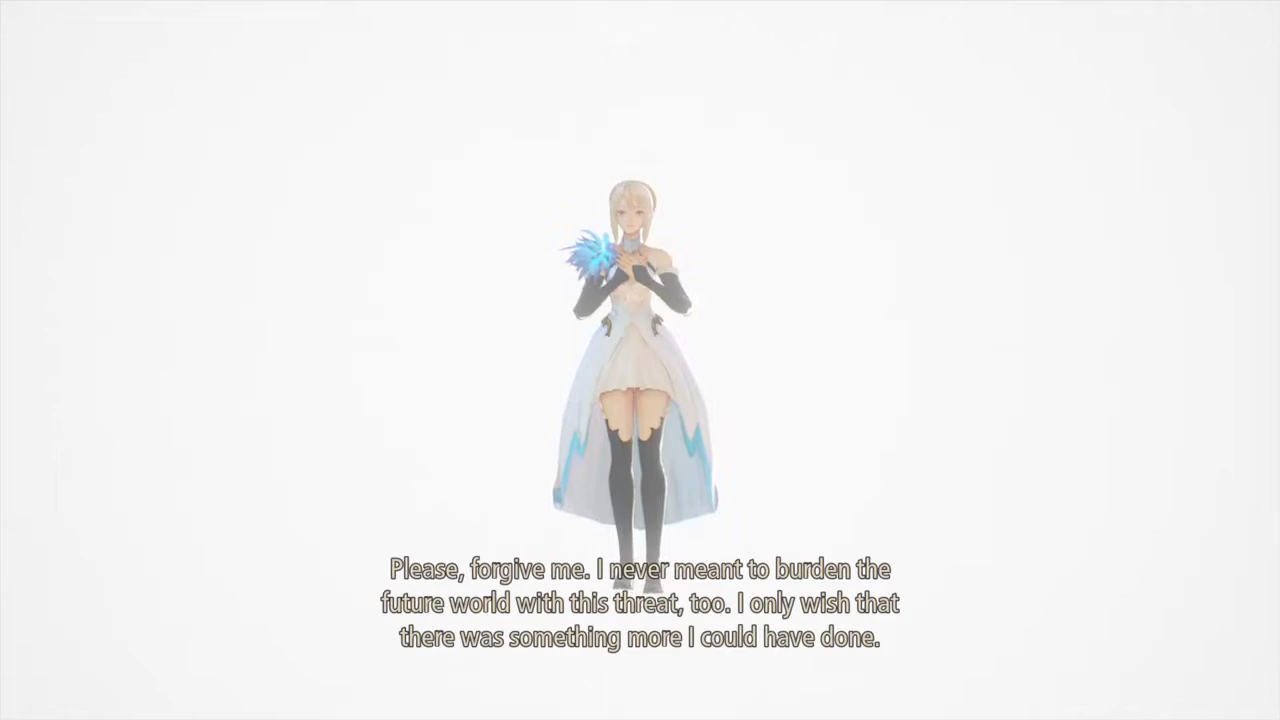 Please, forgive me. I never meant to burden the
future world with this threat, too. I only wish that
there was something more I could have done.